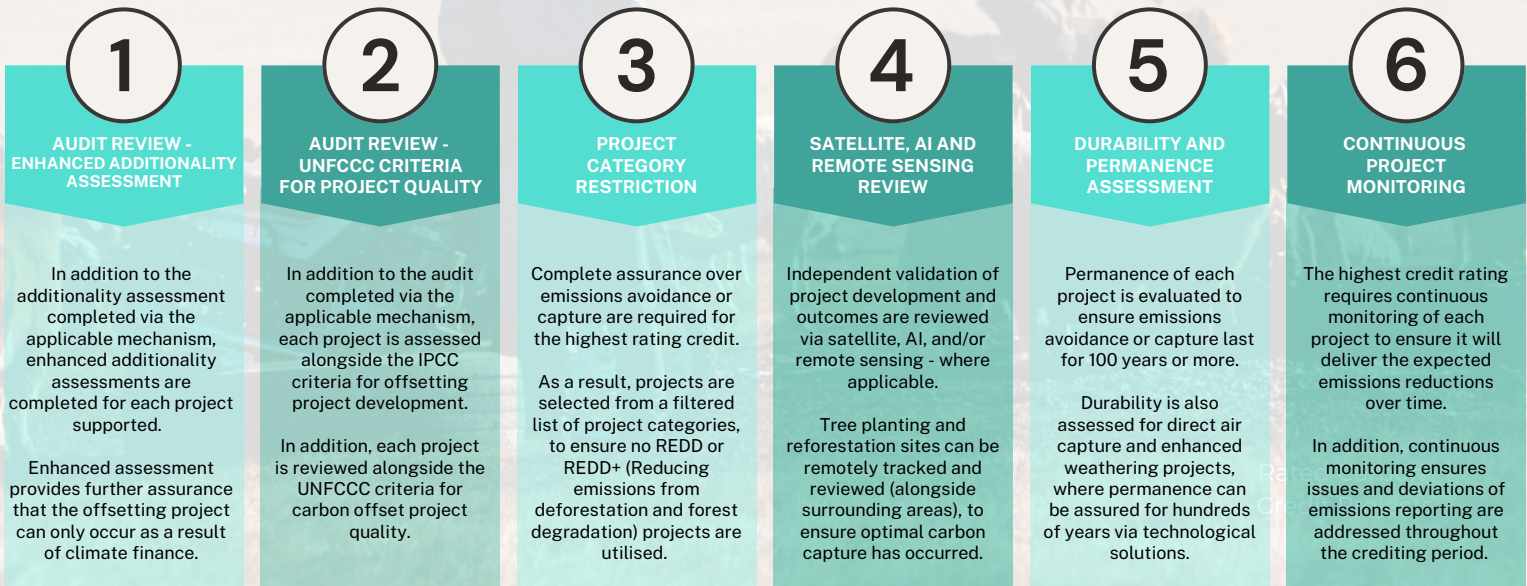 1
AUDIT REVIEW -
ENHANCED ADDITIONALITY
ASSESSMENT
In addition to the
additionality assessment
completed via the
applicable mechanism,
enhanced additionality
assessments are
completed for each project
supported.
Enhanced assessment
provides further assurance
that the offsetting project
can only occur as a result
of climate finance.
2
AUDIT REVIEW -
UNFCCC CRITERIA
FOR PROJECT QUALITY
In addition to the audit
completed via the
applicable mechanism,
each project is assessed
alongside the IPCC
criteria for offsetting
project development.
In addition, each project
is reviewed alongside the
UNFCCC criteria for
carbon offset project
quality.
3
PROJECT
CATEGORY
RESTRICTION
Complete assurance over
emissions avoidance or
capture are required for
the highest rating credit.
As a result, projects are
selected from a filtered
list of project categories,
to ensure no REDD or
REDD+ (Reducing
emissions from
deforestation and forest
degradation) projects are
utilised.
4
SATELLITE, AI AND
REMOTE SENSING
REVIEW
Independent validation of
project development and
outcomes are reviewed
via satellite, AI, and/or
remote sensing - where
applicable.
Tree planting and
reforestation sites can be
remotely tracked and
reviewed (alongside
surrounding areas), to
ensure optimal carbon
capture has occurred.
5
DURABILITY AND
PERMANENCE
ASSESSMENT
Permanence of each
project is evaluated to
ensure emissions
avoidance or capture last
for 100 years or more.
Durability is also
assessed for direct air
capture and enhanced
weathering projects,
where permanence can
be assured for hundreds
of years via technological
solutions.
6
CONTINUOUS
PROJECT
MONITORING
The highest credit rating
requires continuous
monitoring of each
project to ensure it will
deliver the expected
emissions reductions
over time.
In addition, continuous
monitoring ensures
issues and deviations of
emissions reporting are
addressed throughout
the crediting period.